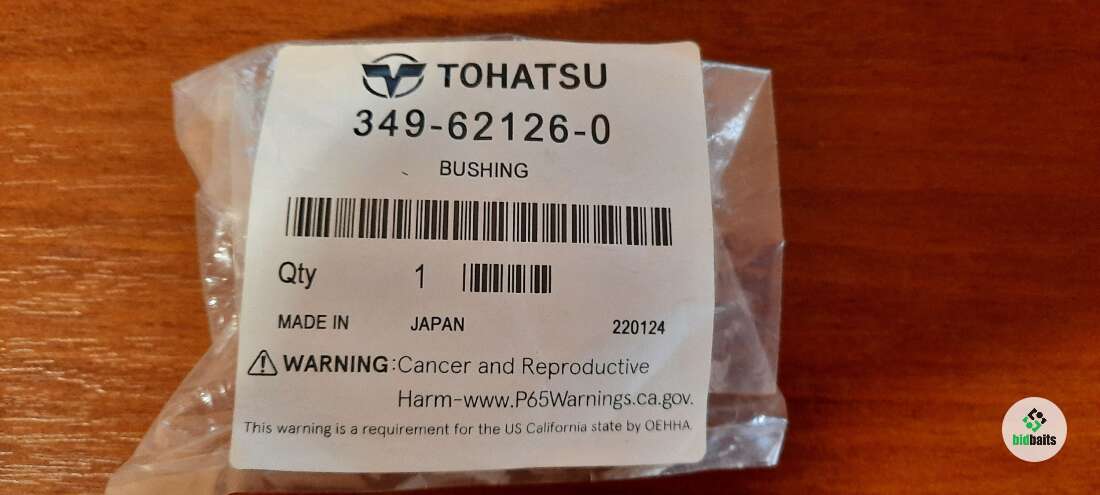 TOHATSU
349-62126-0
BUSHING
Qty 1
MADE IN JAPAN 220124
WARNING:Cancer and Reproductive
Harm-www.P65Warnings.ca.gov.
This warning is a requirement for the US California state by OEHHA.
bidbaits